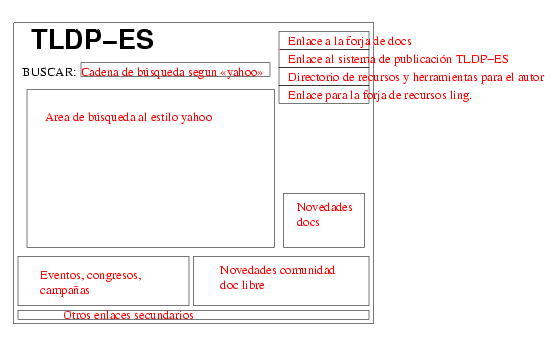 TLDP–ES
Enlace a la forja de docs
Enlace al sistema de publicación TLDP–ES
Directorio de recursos y herramientas para el autor
Enlace para la forja de recursos ling.
BUSCAR: Cadena de búsqueda segun «yahoo»
Area de búsqueda al estilo yahoo
Novedades
docs
Eventos, congresos,
campañas
Novedades comunidad
doc libre
Otros enlaces secundarios